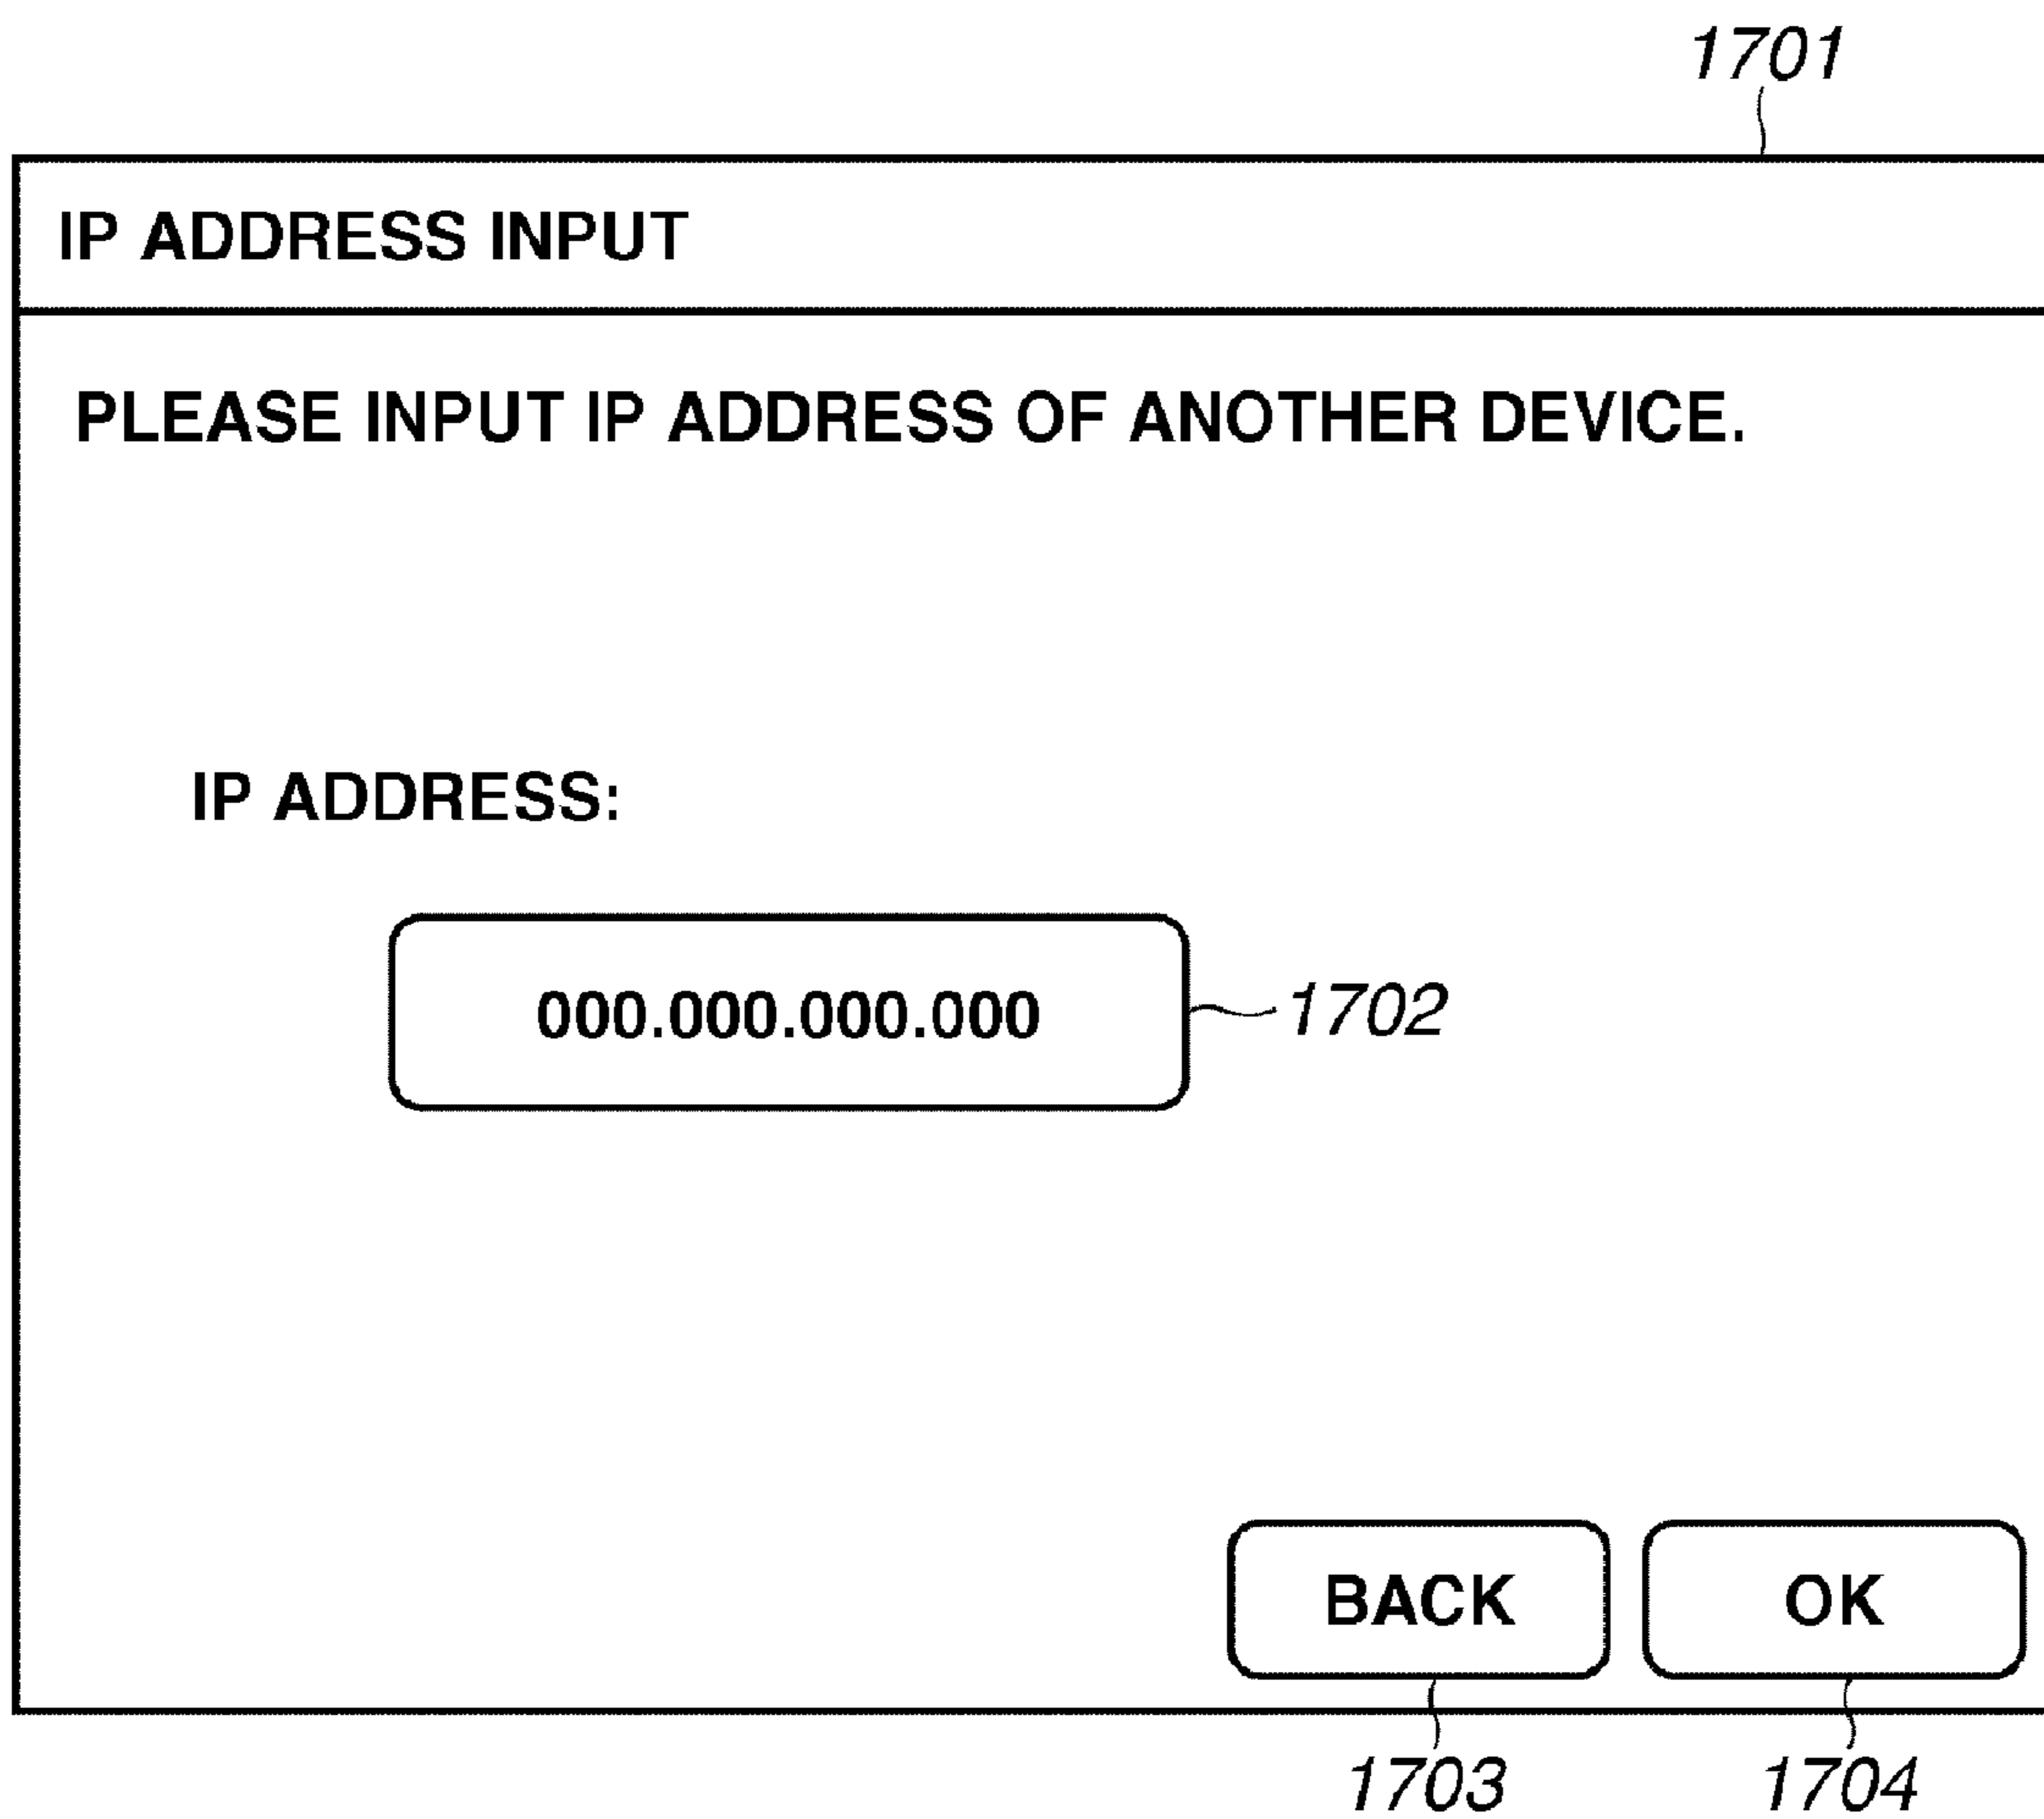 1701
IP ADDRESS INPUT
PLEASE INPUT IP ADDRESS OF ANOTHER DEVICE.
IP ADDRESS:
000.000.000.000
1702
BACK
OK
1703
1704